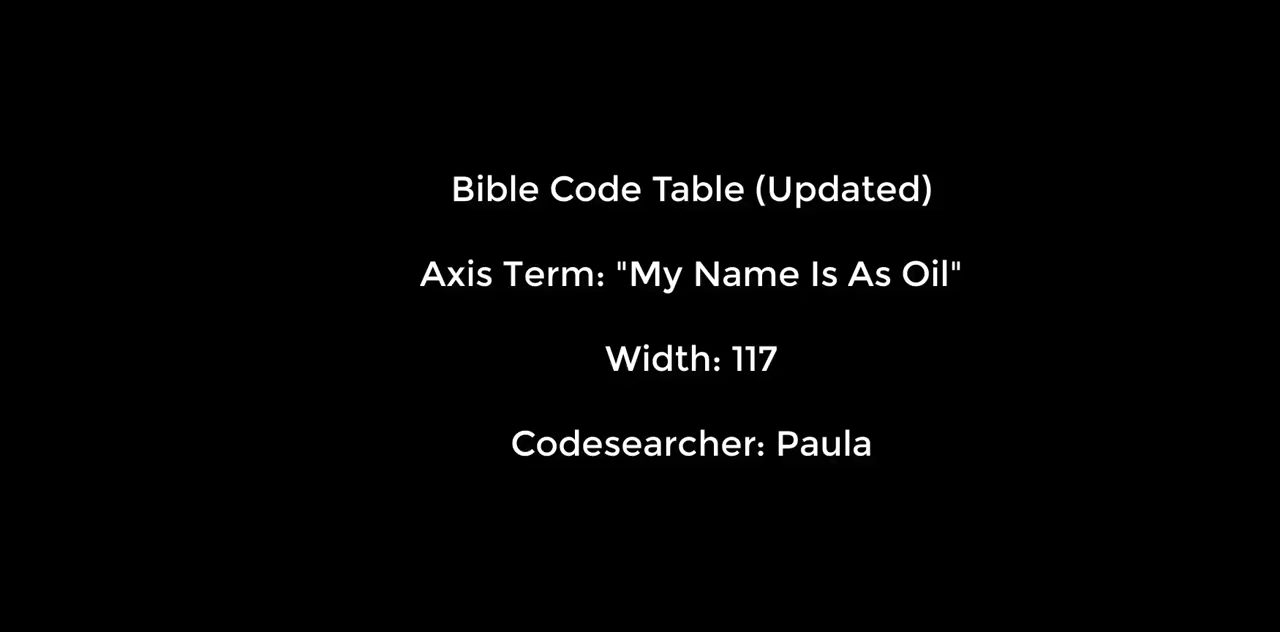 Bible Code Table (Updated)
Axis Term: "My Name Is As Oil"
Width: 117
Codesearcher: Paula